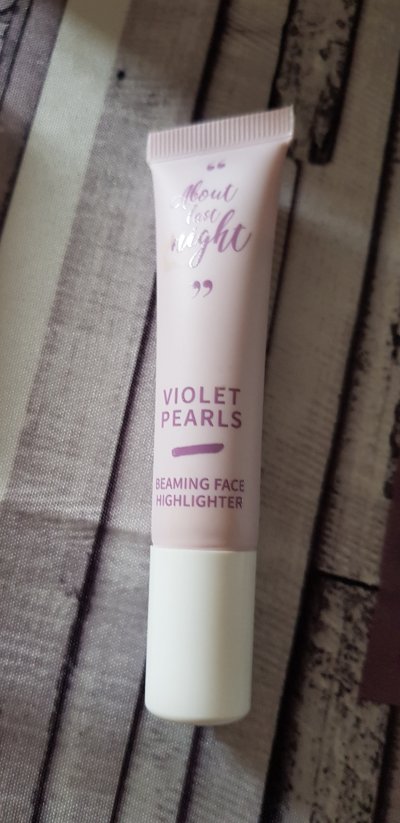 “
About
last
night
”
VIOLET
PEARLS
BEAMING FACE
HIGHLIGHTER